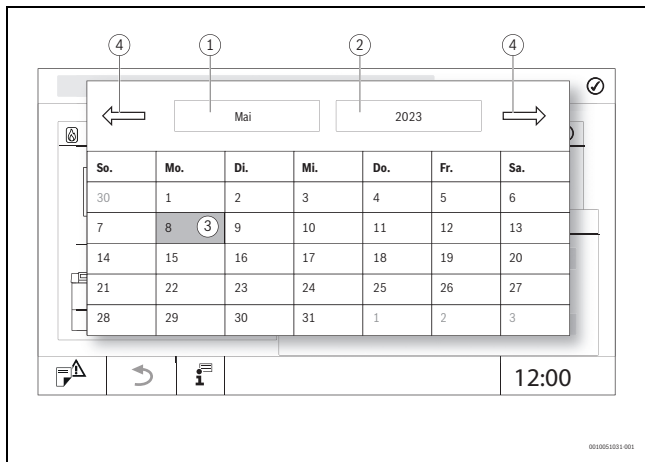 4 1 2 4
Mai 2023
So. Mo. Di. Mi. Do. Fr. Sa.
30 1 2 3 4 5 6
7 8 3 9 10 11 12 13
14 15 16 17 18 19 20
21 22 23 24 25 26 27
28 29 30 31 1 2 3
12:00
0010051031-001